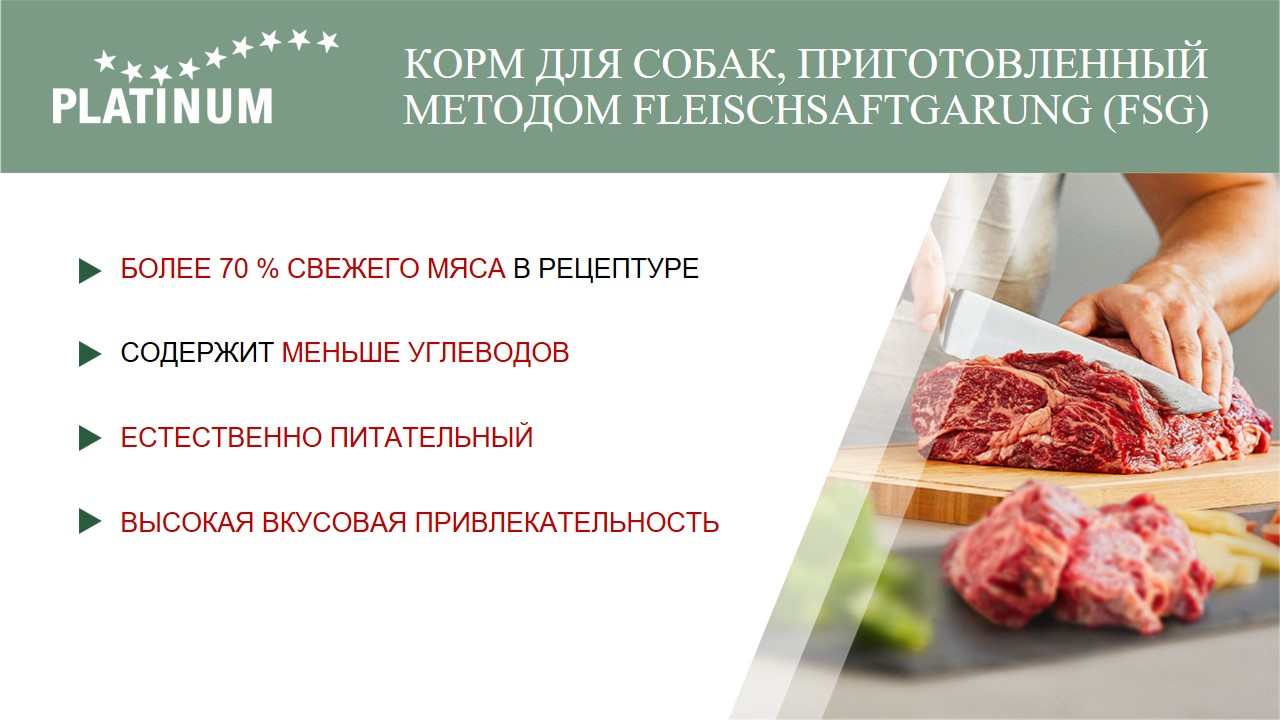 PLATINUM
КОРМ ДЛЯ СОБАК, ПРИГОТОВЛЕННЫЙ
МЕТОДОМ FLEISCHSAFTGARUNG (FSG)
БОЛЕЕ 70 % СВЕЖЕГО МЯСА В РЕЦЕПТУРЕ
СОДЕРЖИТ МЕНЬШЕ УГЛЕВОДОВ
ЕСТЕСТВЕННО ПИТАТЕЛЬНЫЙ
ВЫСОКАЯ ВКУСОВАЯ ПРИВЛЕКАТЕЛЬНОСТЬ